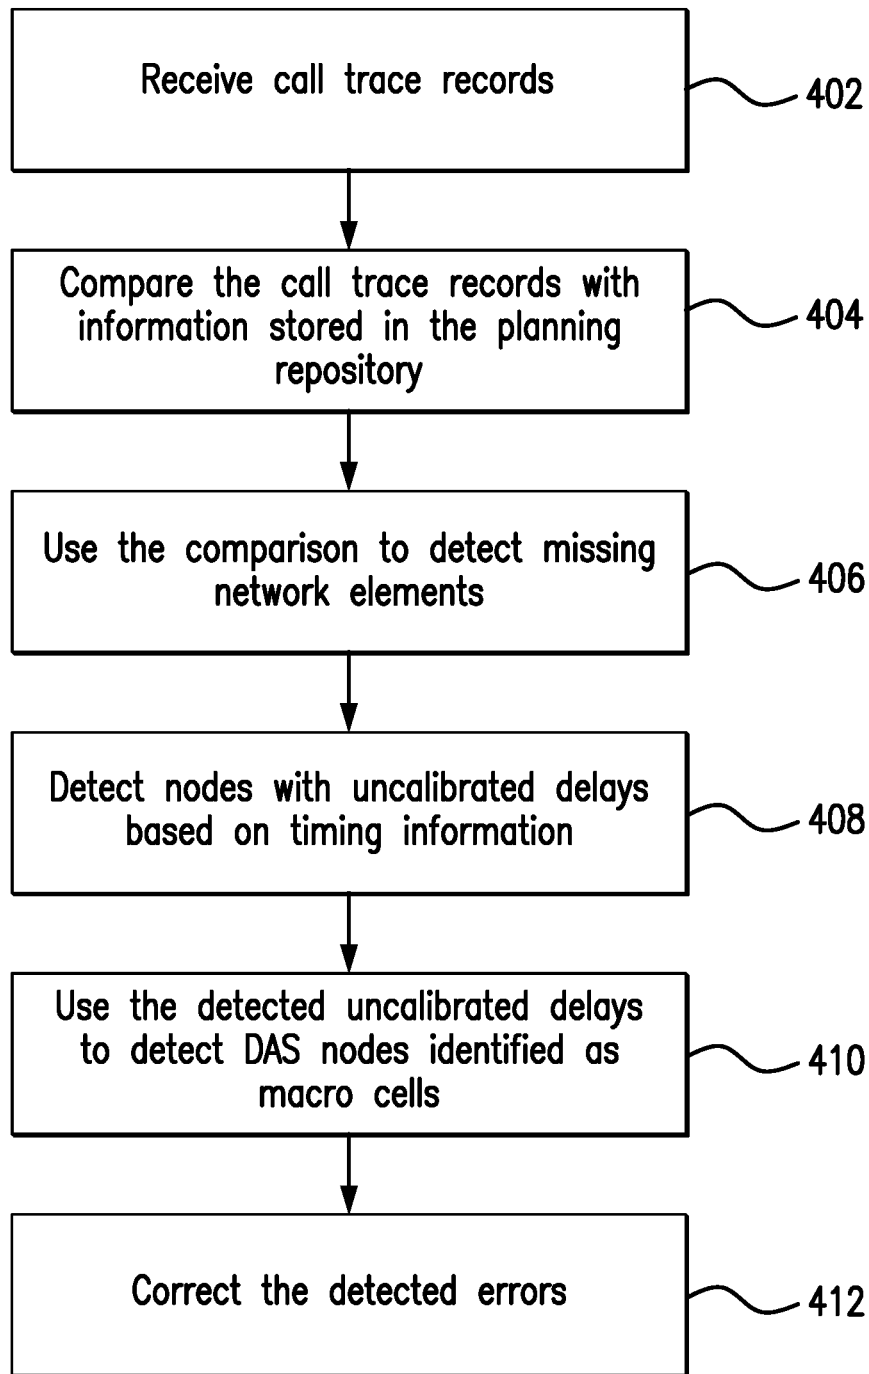 Receive call trace records
402
Compare the call trace records with
information stored in the planning
repository
404
Use the comparison to detect missing
network elements
406
Detect nodes with uncalibrated delays
based on timing information
408
Use the detected uncalibrated delays
to detect DAS nodes identified as
macro cells
410
Correct the detected errors
412